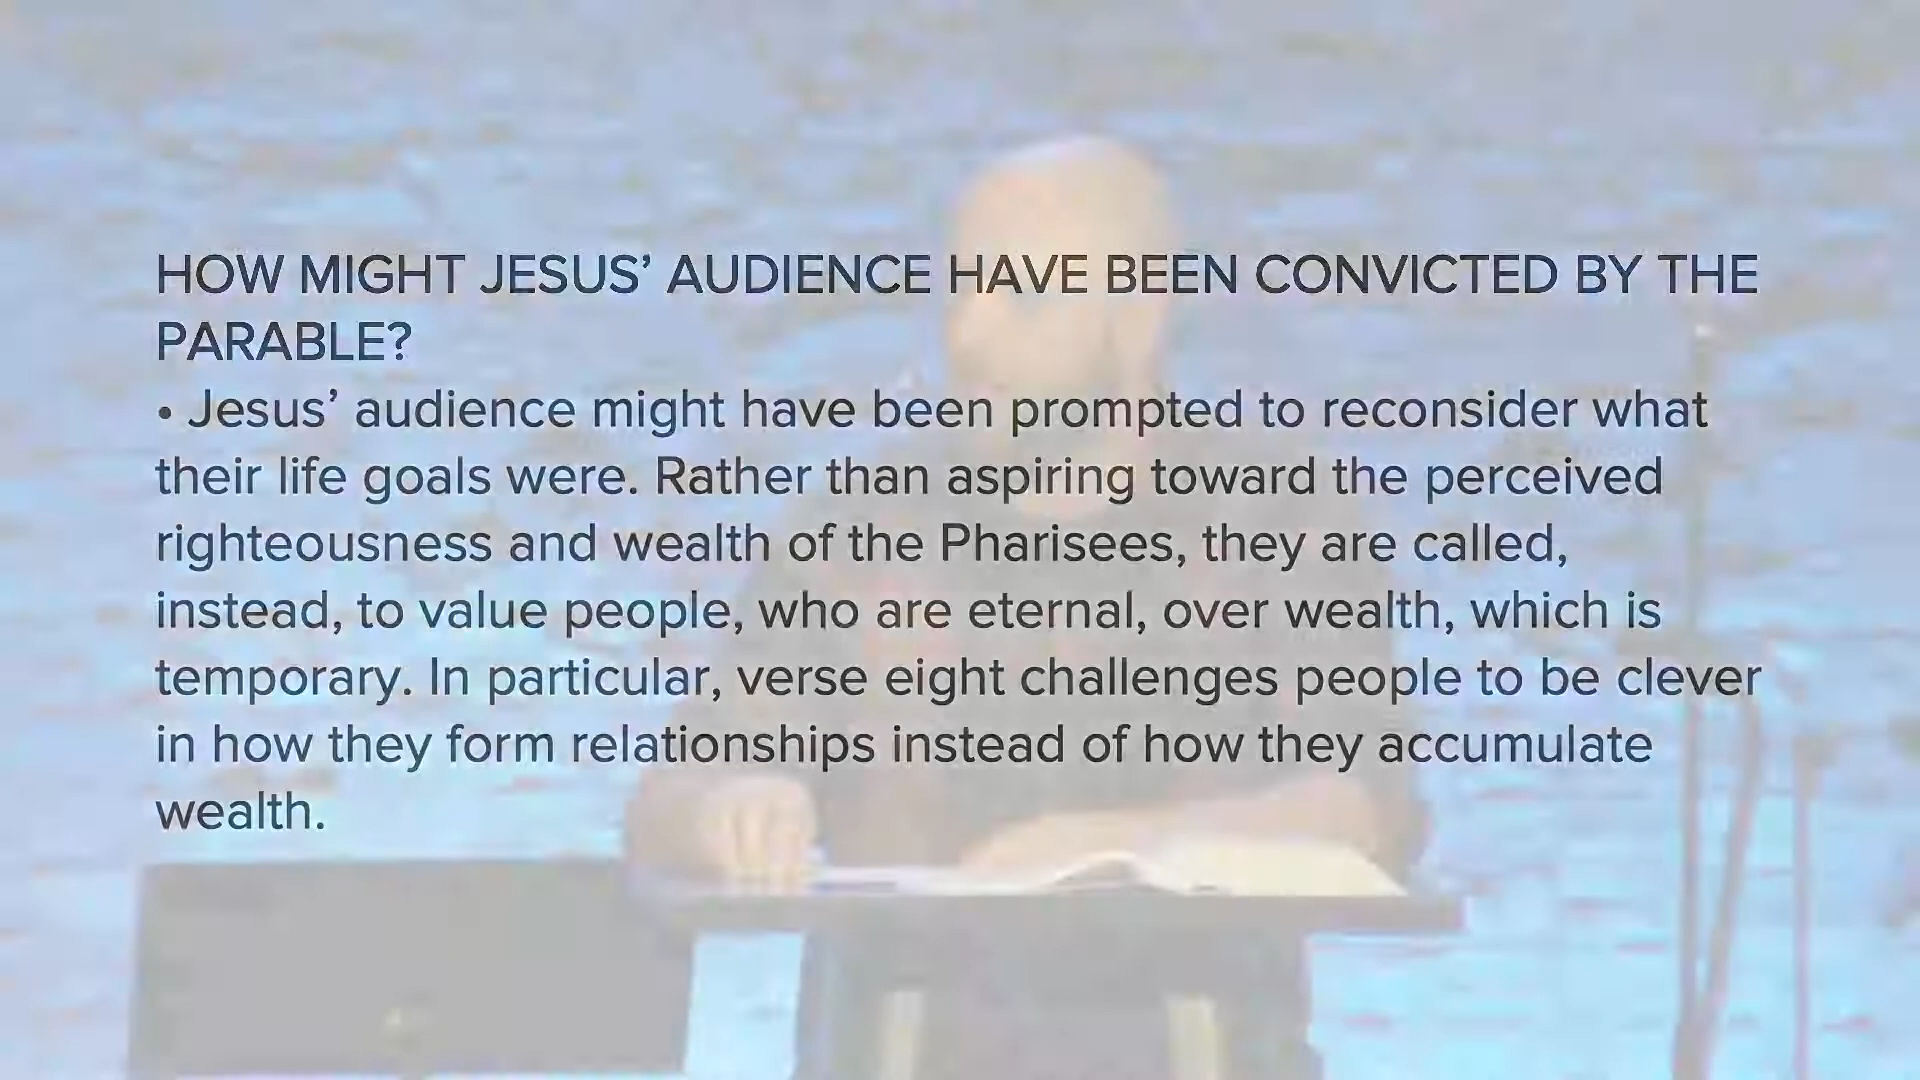 HOW MIGHT JESUS’ AUDIENCE HAVE BEEN CONVICTED BY THE
PARABLE?
• Jesus’ audience might have been prompted to reconsider what
their life goals were. Rather than aspiring toward the perceived
righteousness and wealth of the Pharisees, they are called,
instead, to value people, who are eternal, over wealth, which is
temporary. In particular, verse eight challenges people to be clever
in how they form relationships instead of how they accumulate
wealth.